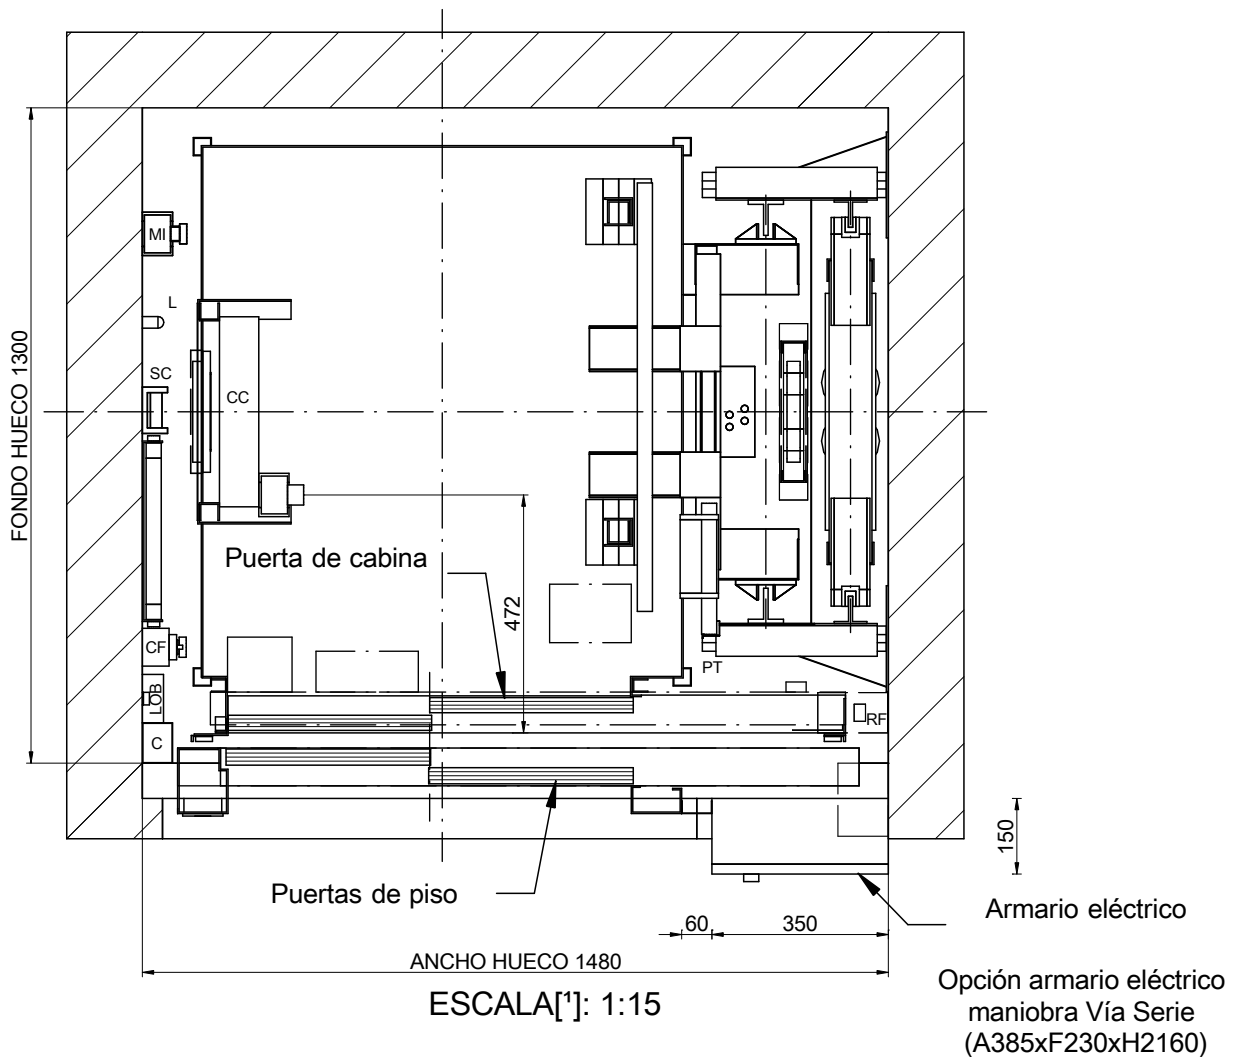 MI
L
SC
CC
FONDO HUECO 1300
Puerta de cabina
472
CF
PT
LOB
RF
C
150
Puertas de piso
Armario eléctrico
60
350
ANCHO HUECO 1480
ESCALA[¹]: 1:15
Opción armario eléctrico
maniobra Vía Serie
(A385xF230xH2160)